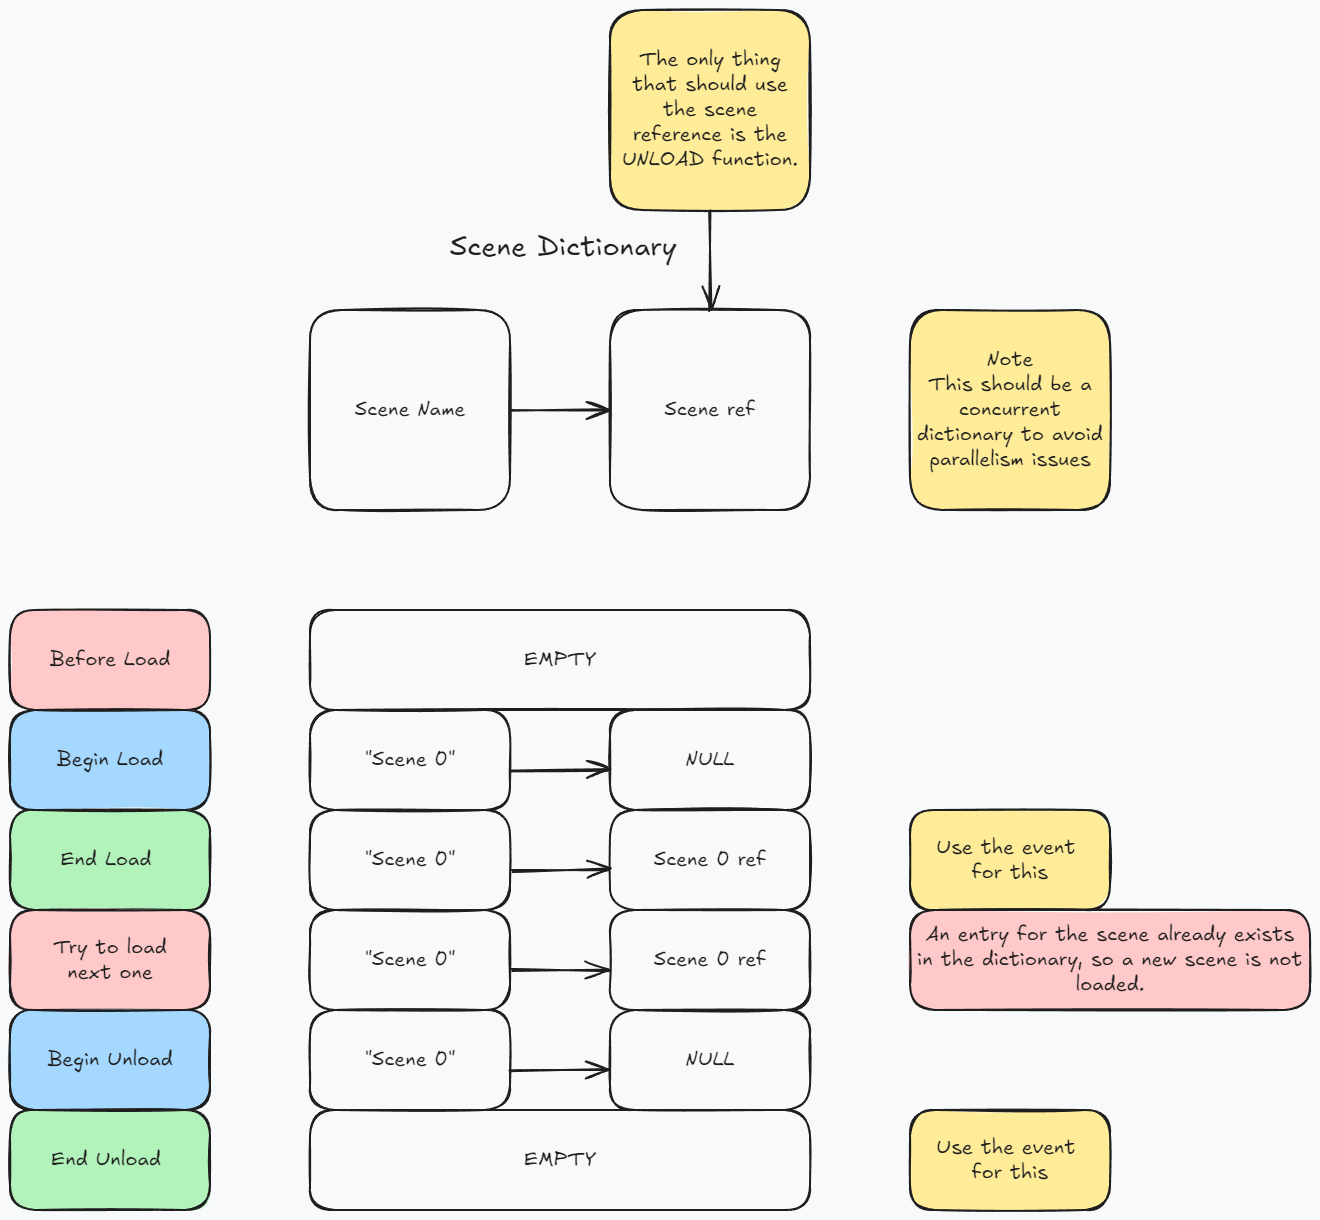 The only thing
that should use
the scene
reference is the
UNLOAD function.
Scene Dictionary
Scene Name
Scene ref
Note
This should be a
concurrent
dictionary to avoid
parallelism issues
Before Load
EMPTY
Begin Load
"Scene 0"
NULL
End Load
"Scene 0"
Scene 0 ref
Use the event
for this
Try to load
next one
"Scene 0"
Scene 0 ref
An entry for the scene already exists
in the dictionary, so a new scene is not
loaded.
Begin Unload
"Scene 0"
NULL
End Unload
EMPTY
Use the event
for this